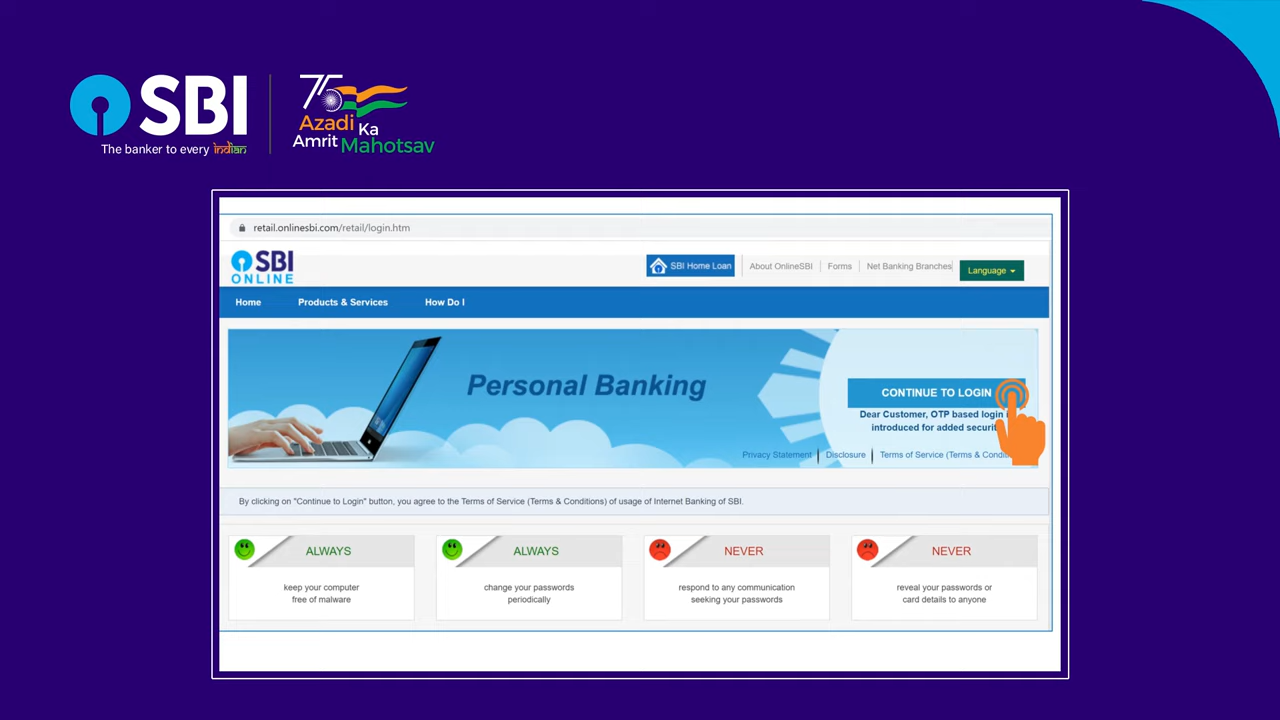 SBI
The banker to every indian
75
Azadi Ka
Amrit Mahotsav
retail.onlinesbi.com/retail/login.htm
SBI
ONLINE
SBI Home Loan
About OnlineSBI
Forms
Net Banking Branches
Language
Home
Products & Services
How Do I
Personal Banking
CONTINUE TO LOGIN
Dear Customer, OTP based login
introduced for added
Privacy Statement
Disclosure
Terms of Service (Terms &
By clicking on "Continue to Login" button, you agree to the Terms of Service (Terms & Conditions) of usage of Internet Banking of SBI.
ALWAYS
keep your computer
free of malware
ALWAYS
change your passwords
periodically
NEVER
respond to any communication
seeking your passwords
NEVER
reveal your passwords or
card details to anyone